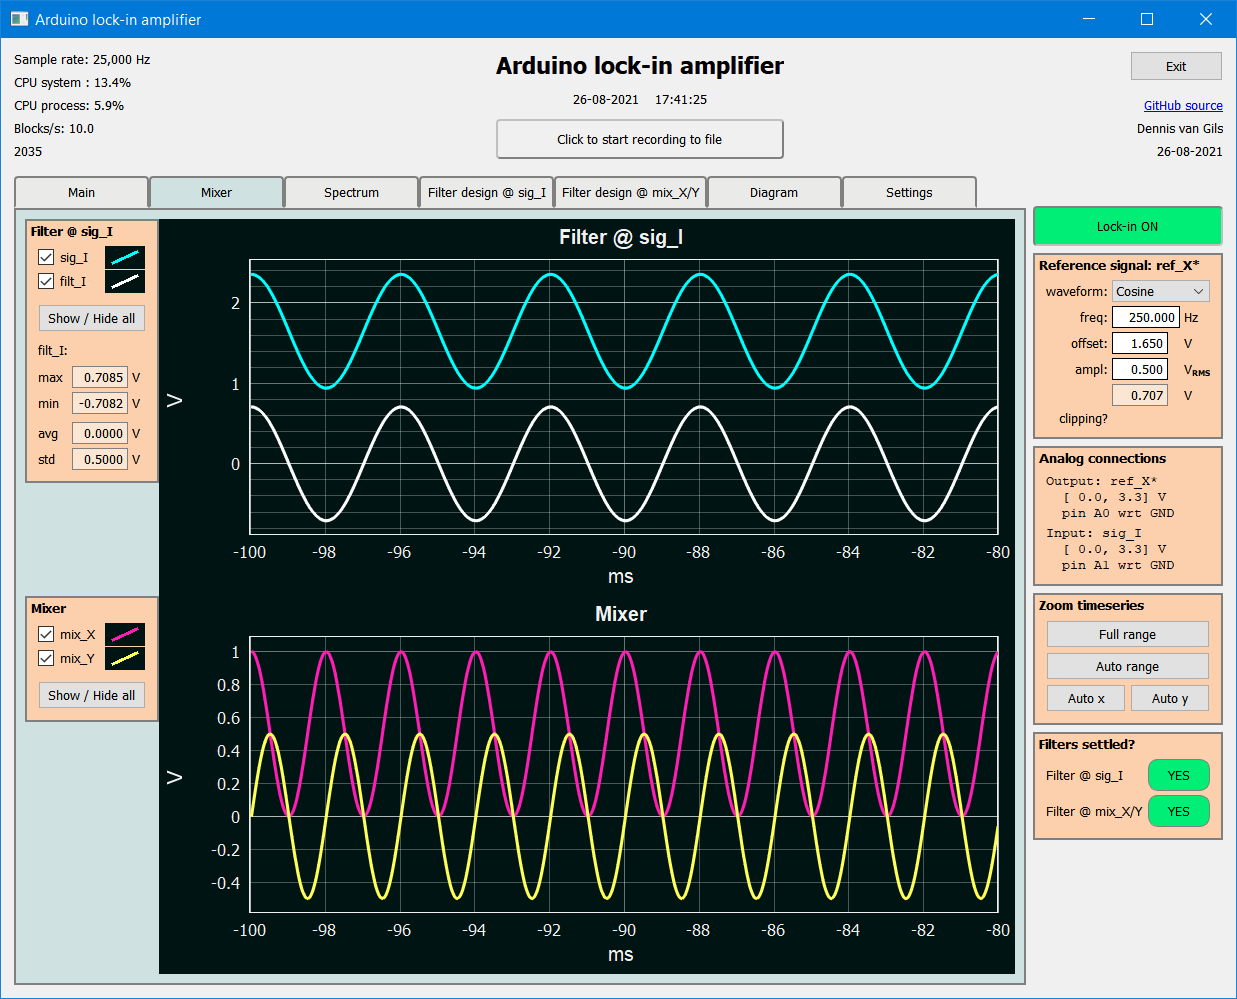 Arduino lock-in amplifier
Sample rate: 25,000 Hz
CPU system : 13.4%
CPU process: 5.9%
Blocks/s: 10.0
2035
Arduino lock-in amplifier
26-08-2021 17:41:25
Click to start recording to file
Exit
GitHub source
Dennis van Gils
26-08-2021
Main Mixer Spectrum Filter design @ sig_I Filter design @ mix_X/Y Diagram Settings
Filter @ sig_I
sig_I
filt_I
Show / Hide all
filt_I:
max 0.7085 V
min -0.7082 V
avg 0.0000 V
std 0.5000 V
Mixer
mix_X
mix_Y
Show / Hide all
>
Filter @ sig_I
2
1
0
-100 -98 -96 -94 -92 -90 -88 -86 -84 -82 -80
ms
>
Mixer
1
0.8
0.6
0.4
0.2
0
-0.2
-0.4
-100 -98 -96 -94 -92 -90 -88 -86 -84 -82 -80
ms
Lock-in ON
Reference signal: ref_X*
waveform: Cosine
freq: 250.000 Hz
offset: 1.650 V
ampl: 0.500 VRMS
0.707 V
clipping?
Analog connections
Output: ref_X*
[ 0.0, 3.3] V
pin A0 wrt GND
Input: sig_I
[ 0.0, 3.3] V
pin A1 wrt GND
Zoom timeseries
Full range
Auto range
Auto x Auto y
Filters settled?
Filter @ sig_I YES
Filter @ mix_X/Y YES